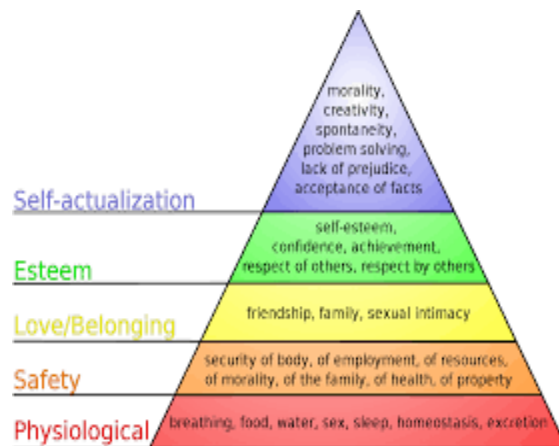 morality,
creativity,
spontaneity,
problem solving,
lack of prejudice,
acceptance of facts
Self-actualization
self-esteem,
confidence, achievement,
respect of others, respect by others
Esteem
friendship, family, sexual intimacy
Love/Belonging
security of body, of employment, of resources,
of morality, of the family, of health, of property
Safety
breathing, food, water, sex, sleep, homeostasis, excretion
Physiological